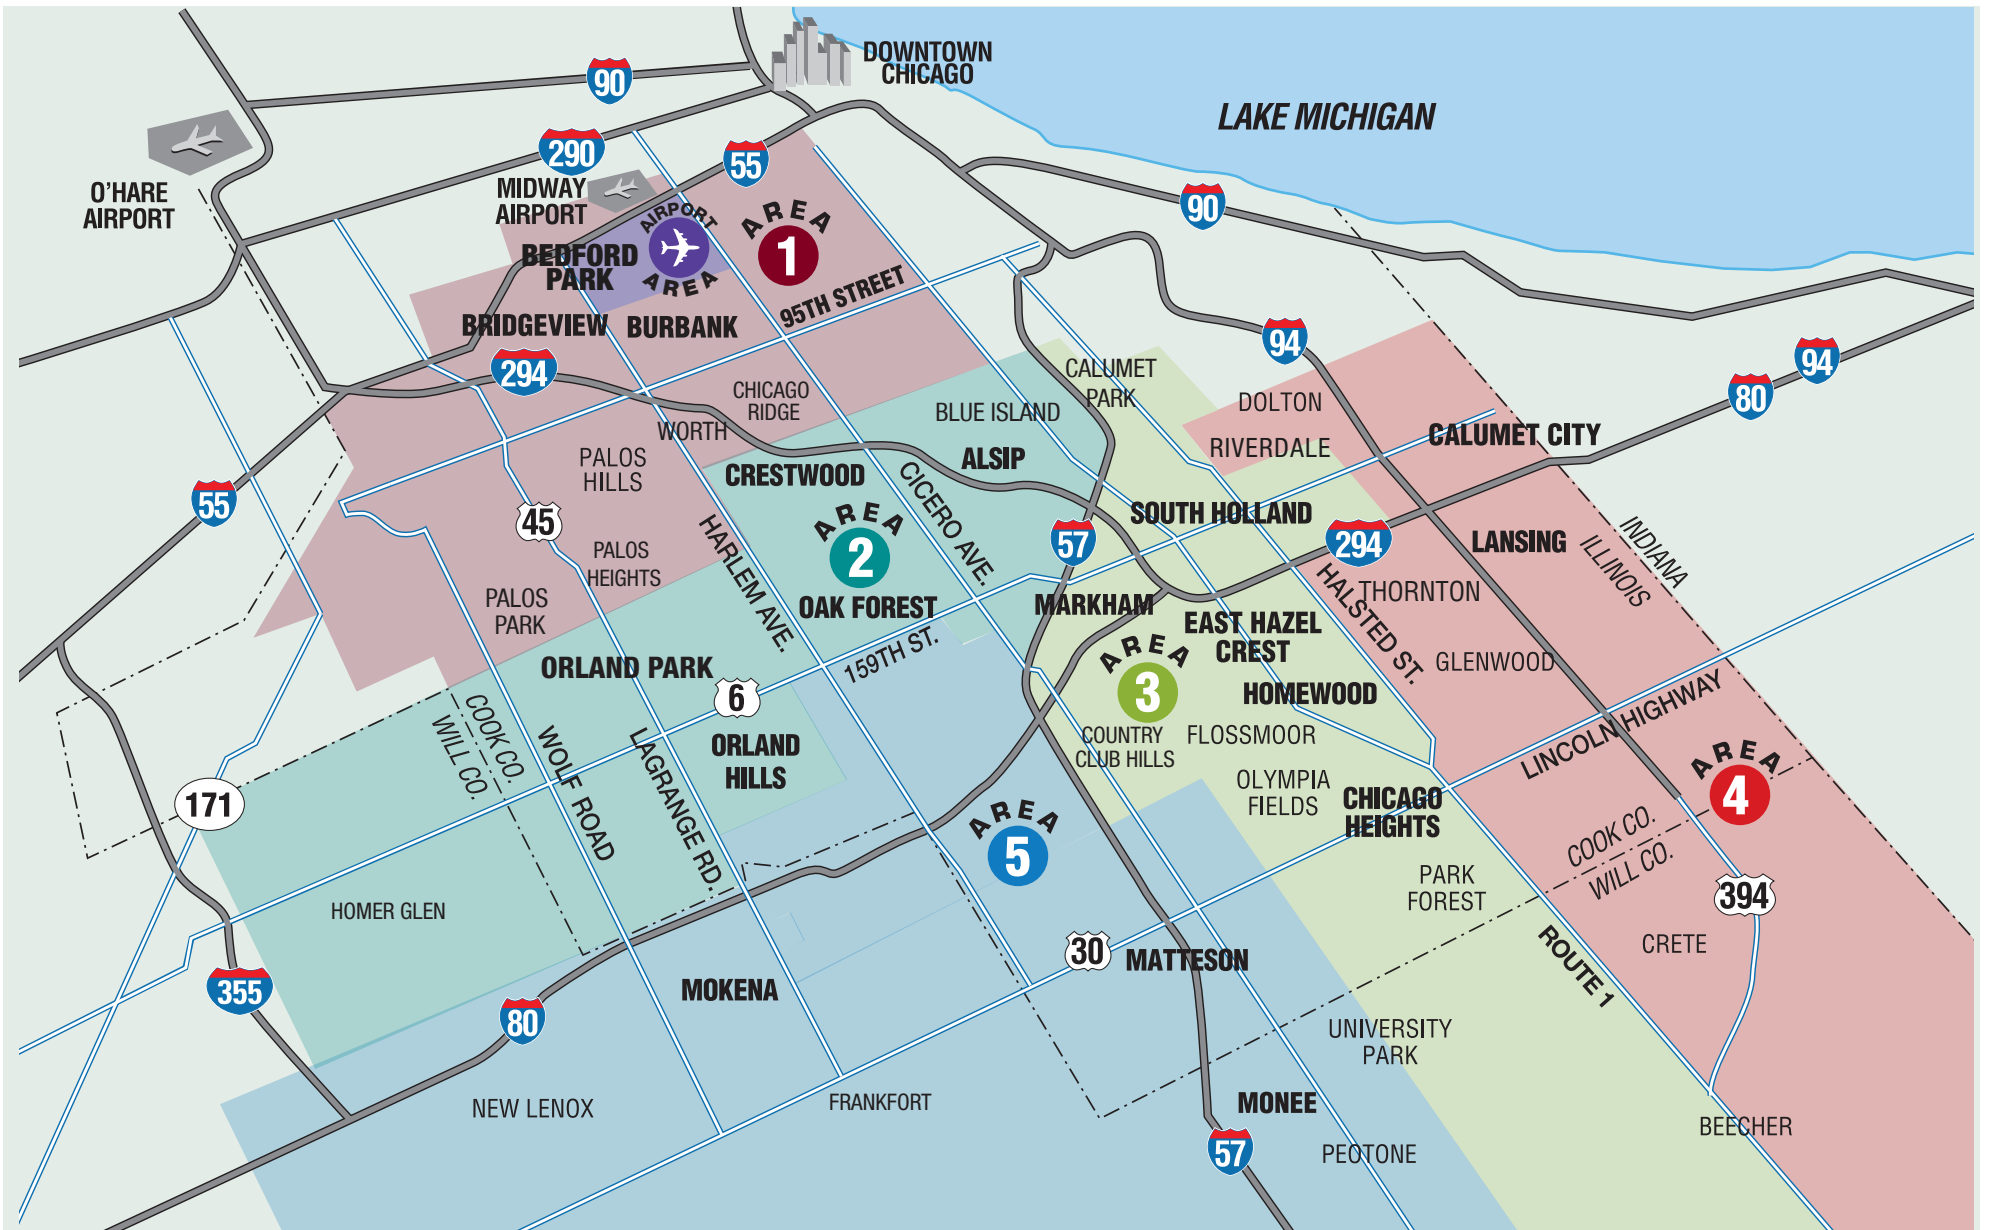 DOWNTOWN
CHICAGO
90
LAKE MICHIGAN
290
55
O'HARE
AIRPORT
MIDWAY
AIRPORT
90
AIRPORT
AREA
AREA
1
BEDFORD
PARK
95TH STREET
BRIDGEVIEW
BURBANK
294
94
94
80
CALUMET
PARK
CHICAGO
RIDGE
BLUE ISLAND
DOLTON
WORTH
RIVERDALE
CALUMET CITY
PALOS
HILLS
CRESTWOOD
ALSIP
CICERO AVE.
55
45
AREA
2
SOUTH HOLLAND
57
294
LANSING
INDIANA
ILLINOIS
HARLEM AVE.
PALOS
HEIGHTS
PALOS
PARK
OAK FOREST
MARKHAM
HALSTED ST.
THORNTON
EAST HAZEL
CREST
159TH ST.
ORLAND PARK
AREA
3
GLENWOOD
HOMEWOOD
6
COOK CO.
WILL CO.
WOLF ROAD
LAGRANGE RD.
ORLAND
HILLS
COUNTRY
CLUB HILLS
FLOSSMOOR
LINCOLN HIGHWAY
AREA
4
171
OLYMPIA
FIELDS
CHICAGO
HEIGHTS
AREA
5
COOK CO.
WILL CO.
PARK
FOREST
394
HOMER GLEN
ROUTE 1
CRETE
30
MATTESON
355
MOKENA
80
UNIVERSITY
PARK
NEW LENOX
FRANKFORT
MONEE
BEECHER
57
PEOTONE